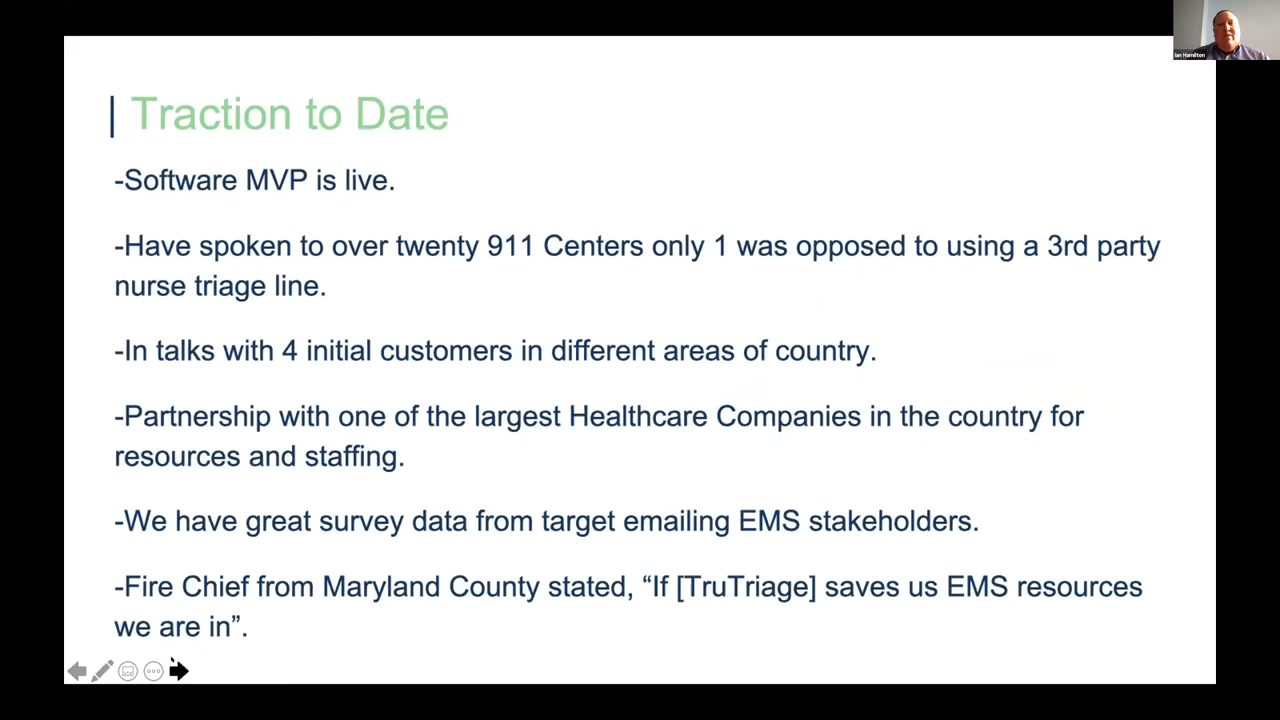 Ian Hamilton
| Traction to Date
-Software MVP is live.
-Have spoken to over twenty 911 Centers only 1 was opposed to using a 3rd party
nurse triage line.
-In talks with 4 initial customers in different areas of country.
-Partnership with one of the largest Healthcare Companies in the country for
resources and staffing.
-We have great survey data from target emailing EMS stakeholders.
-Fire Chief from Maryland County stated, “If [TruTriage] saves us EMS resources
we are in”.